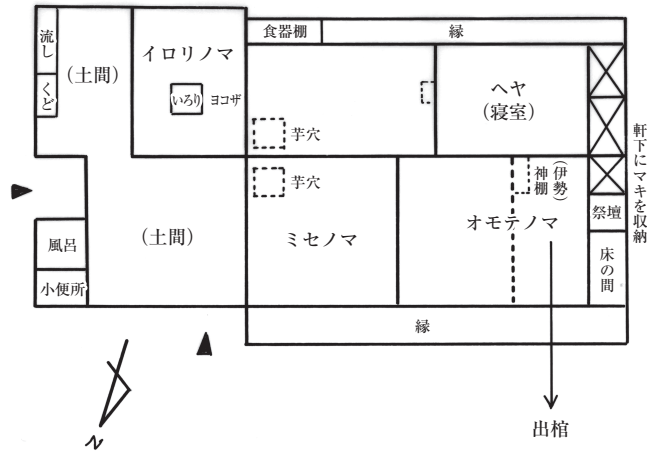 食器棚
縁
流し
(土間)
イロリノマ
くど
いろり
ヨコザ
ヘヤ
(寝室)
芋穴
芋穴
軒下にマキを収納
(伊勢)
神棚
祭壇
風呂
(土間)
ミセノマ
オモテノマ
床の間
小便所
縁
N
出棺